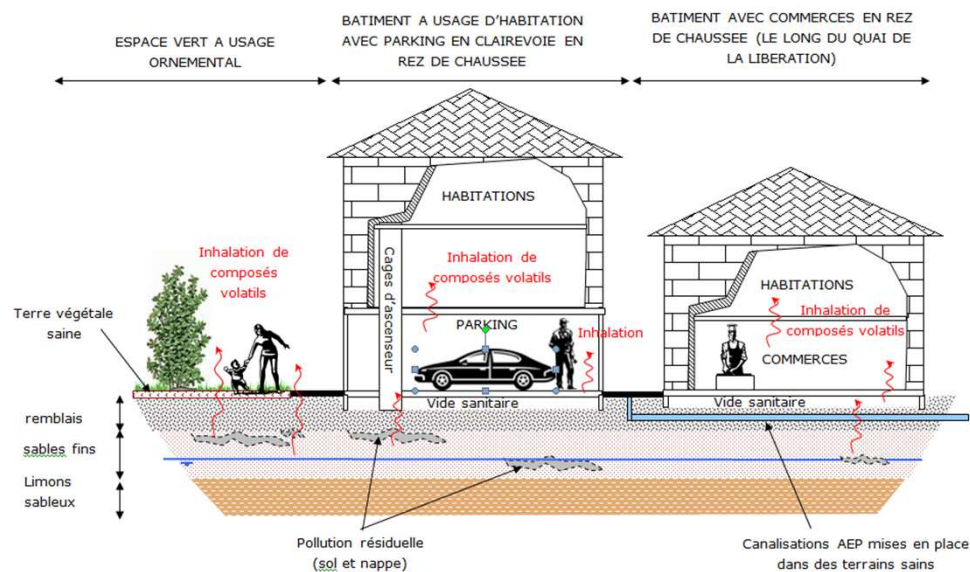 ESPACE VERT A USAGE
ORNEMENTAL
BATIMENT A USAGE D'HABITATION
AVEC PARKING EN CLAIREVOIE EN
REZ DE CHAUSSEE
BATIMENT AVEC COMMERCES EN REZ
DE CHAUSSEE (LE LONG DU QUAI DE
LA LIBERATION)
HABITATIONS
Inhalation de
composés
volatils
Cages d'ascenseur
Inhalation de
composés volatils
PARKING
Inhalation
HABITATIONS
Inhalation de
composés volatils
COMMERCES
Terre végétale
saine
Vide sanitaire
Vide sanitaire
remblais
sables fins
Limons
sableux
Pollution résiduelle
(sol et nappe)
Canalisations AEP mises en place
dans des terrains sains